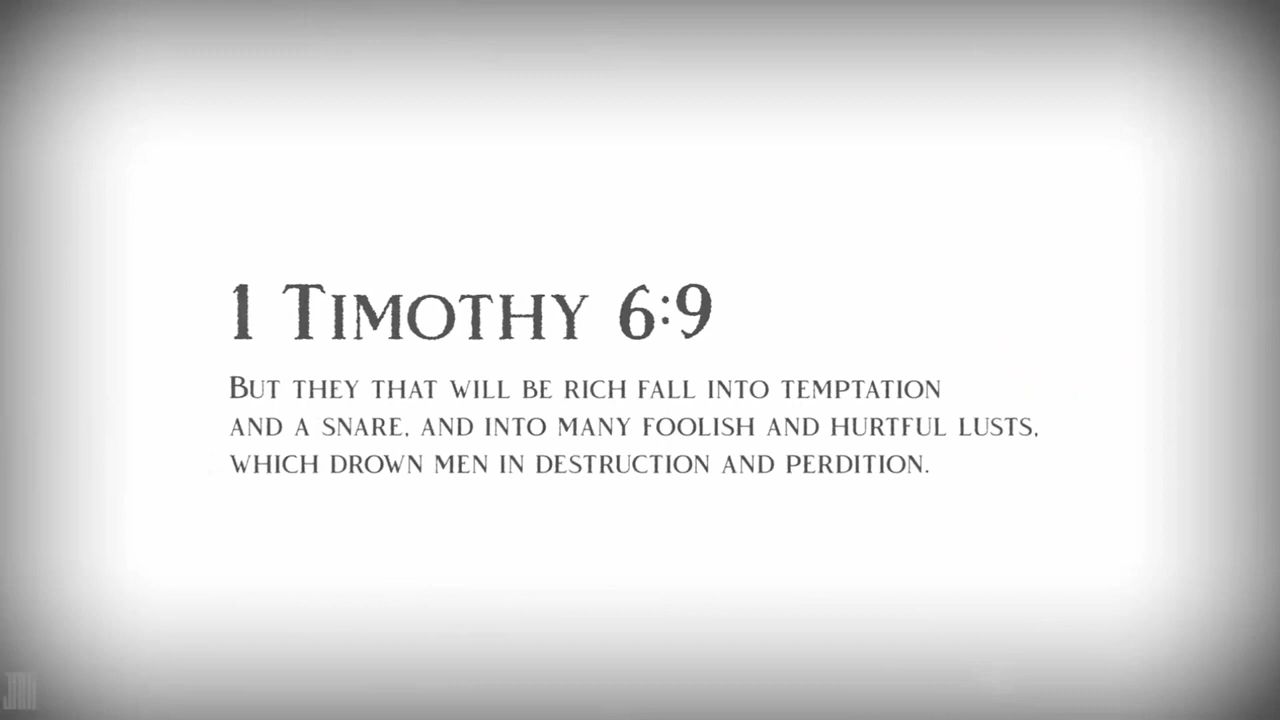 1 Timothy 6:9
But they that will be rich fall into temptation
and a snare, and into many foolish and hurtful lusts,
which drown men in destruction and perdition.